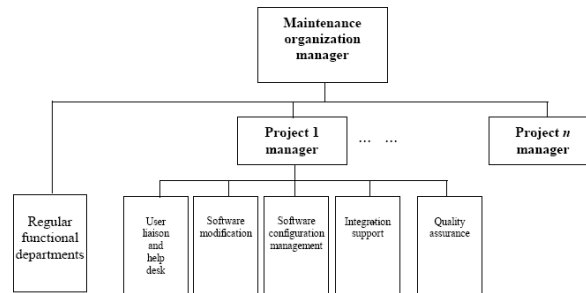 Maintenance
organization
manager
Project 1
manager
... ...
Project n
manager
Regular
functional
departments
User
liaison
and
help
desk
Software
modification
Software
configuration
management
Integration
support
Quality
assurance